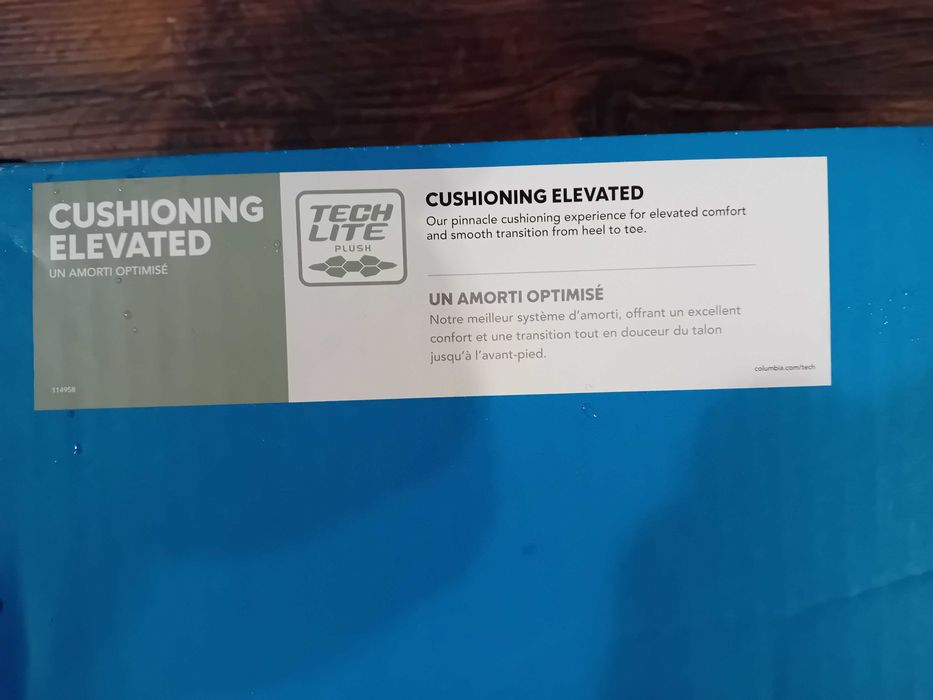 CUSHIONING
ELEVATED
UN AMORTI OPTIMISÉ
114958
TECH
LITE
PLUSH
CUSHIONING ELEVATED
Our pinnacle cushioning experience for elevated comfort
and smooth transition from heel to toe.
UN AMORTI OPTIMISÉ
Notre meilleur système d'amorti, offrant un excellent
confort et une transition tout en douceur du talon
jusqu'à l'avant-pied.
columbia.com/tech